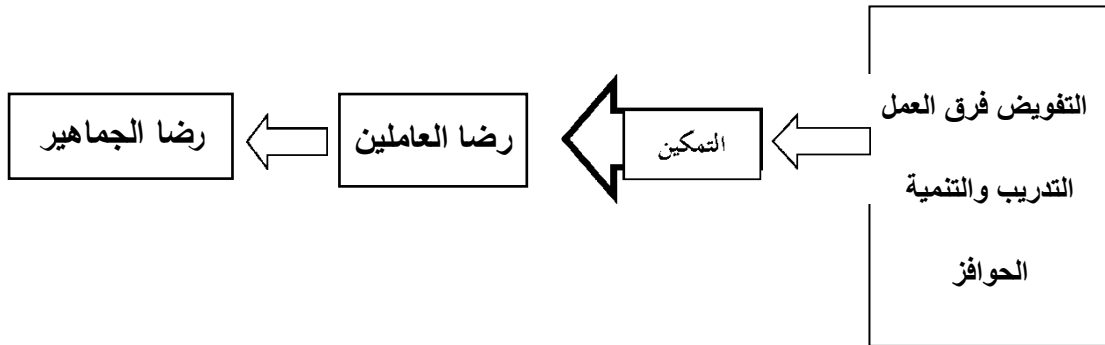 التفويض فرق العمل
التدريب والتنمية
الحوافز
التمكين
رضا العاملين
رضا الجماهير